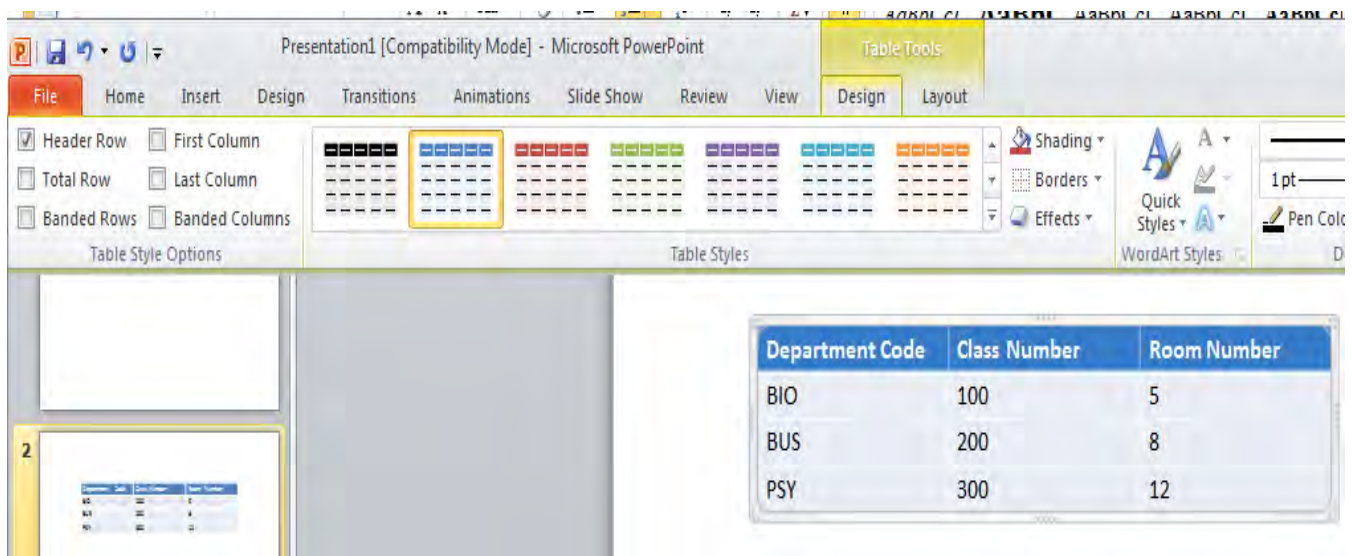 Presentation1 [Compatibility Mode] - Microsoft PowerPoint
Table Tools
File Home Insert Design Transitions Animations Slide Show Review View Design Layout
Header Row First Column
Total Row Last Column
Banded Rows Banded Columns
Table Style Options
Table Styles
Shading
Borders
Effects
Quick
Styles
WordArt Styles
1 pt
Pen
Department Code Class Number Room Number
BIO 100 5
BUS 200 8
PSY 300 12
2